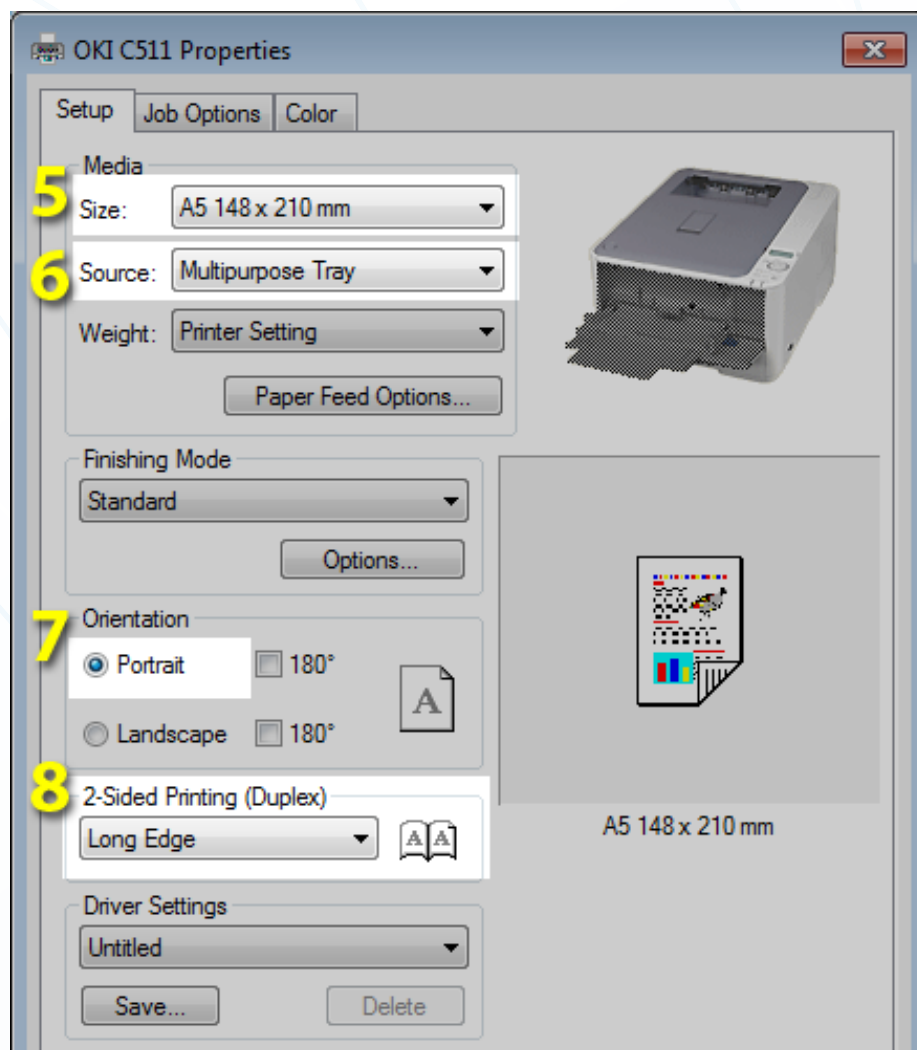 OKI C511 Properties
Setup
Job Options
Color
Media
5
Size:
A5 148 x 210 mm
6
Source:
Multipurpose Tray
Weight:
Printer Setting
Paper Feed Options...
Finishing Mode
Standard
Options...
7
Orientation
Portrait
180°
A
Landscape
180°
8
2-Sided Printing (Duplex)
Long Edge
A A
A5 148 x 210 mm
Driver Settings
Untitled
Save...
Delete